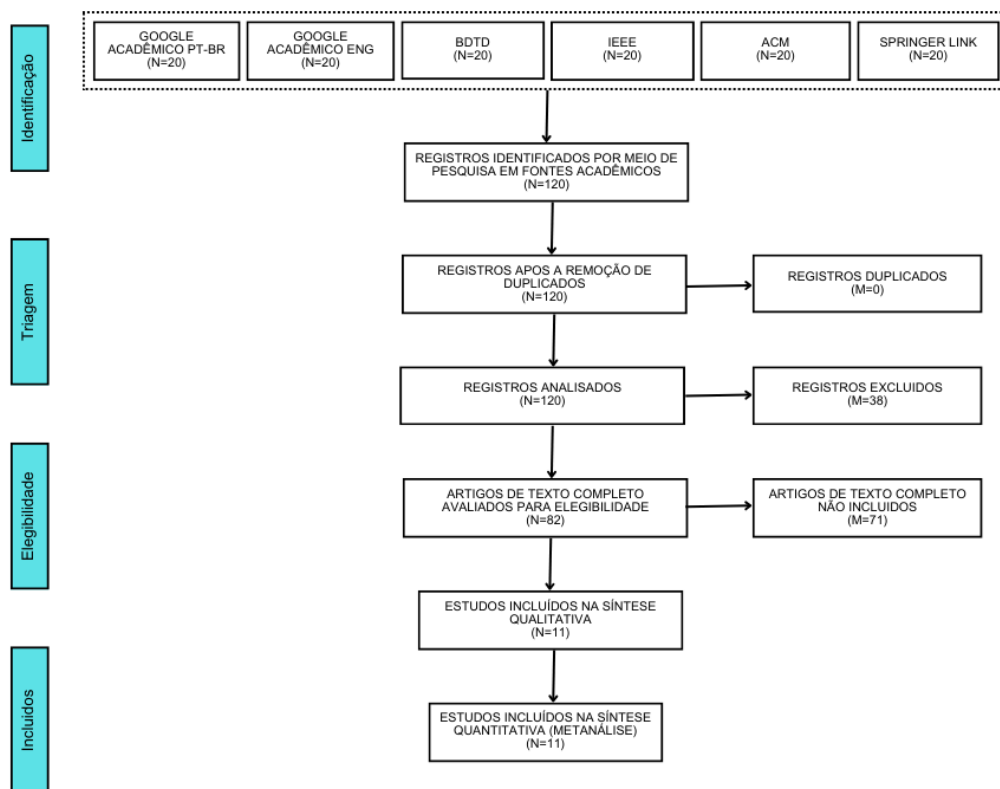 Identificação
GOOGLE
ACADÊMICO PT-BR
(N=20)
GOOGLE
ACADÊMICO ENG
(N=20)
BDTD
(N=20)
IEEE
(N=20)
ACM
(N=20)
SPRINGER LINK
(N=20)
REGISTROS IDENTIFICADOS POR MEIO DE
PESQUISA EM FONTES ACADÊMICOS
(N=120)
Triagem
REGISTROS APOS A REMOÇÃO DE
DUPLICADOS
(N=120)
REGISTROS DUPLICADOS
(M=0)
REGISTROS ANALISADOS
(N=120)
REGISTROS EXCLUIDOS
(M=38)
Elegibilidade
ARTIGOS DE TEXTO COMPLETO
AVALIADOS PARA ELEGIBILIDADE
(N=82)
ARTIGOS DE TEXTO COMPLETO
NÃO INCLUIDOS
(M=71)
ESTUDOS INCLUÍDOS NA SÍNTESE
QUALITATIVA
(N=11)
Incluidos
ESTUDOS INCLUÍDOS NA SÍNTESE
QUANTITATIVA (METANÁLISE)
(N=11)